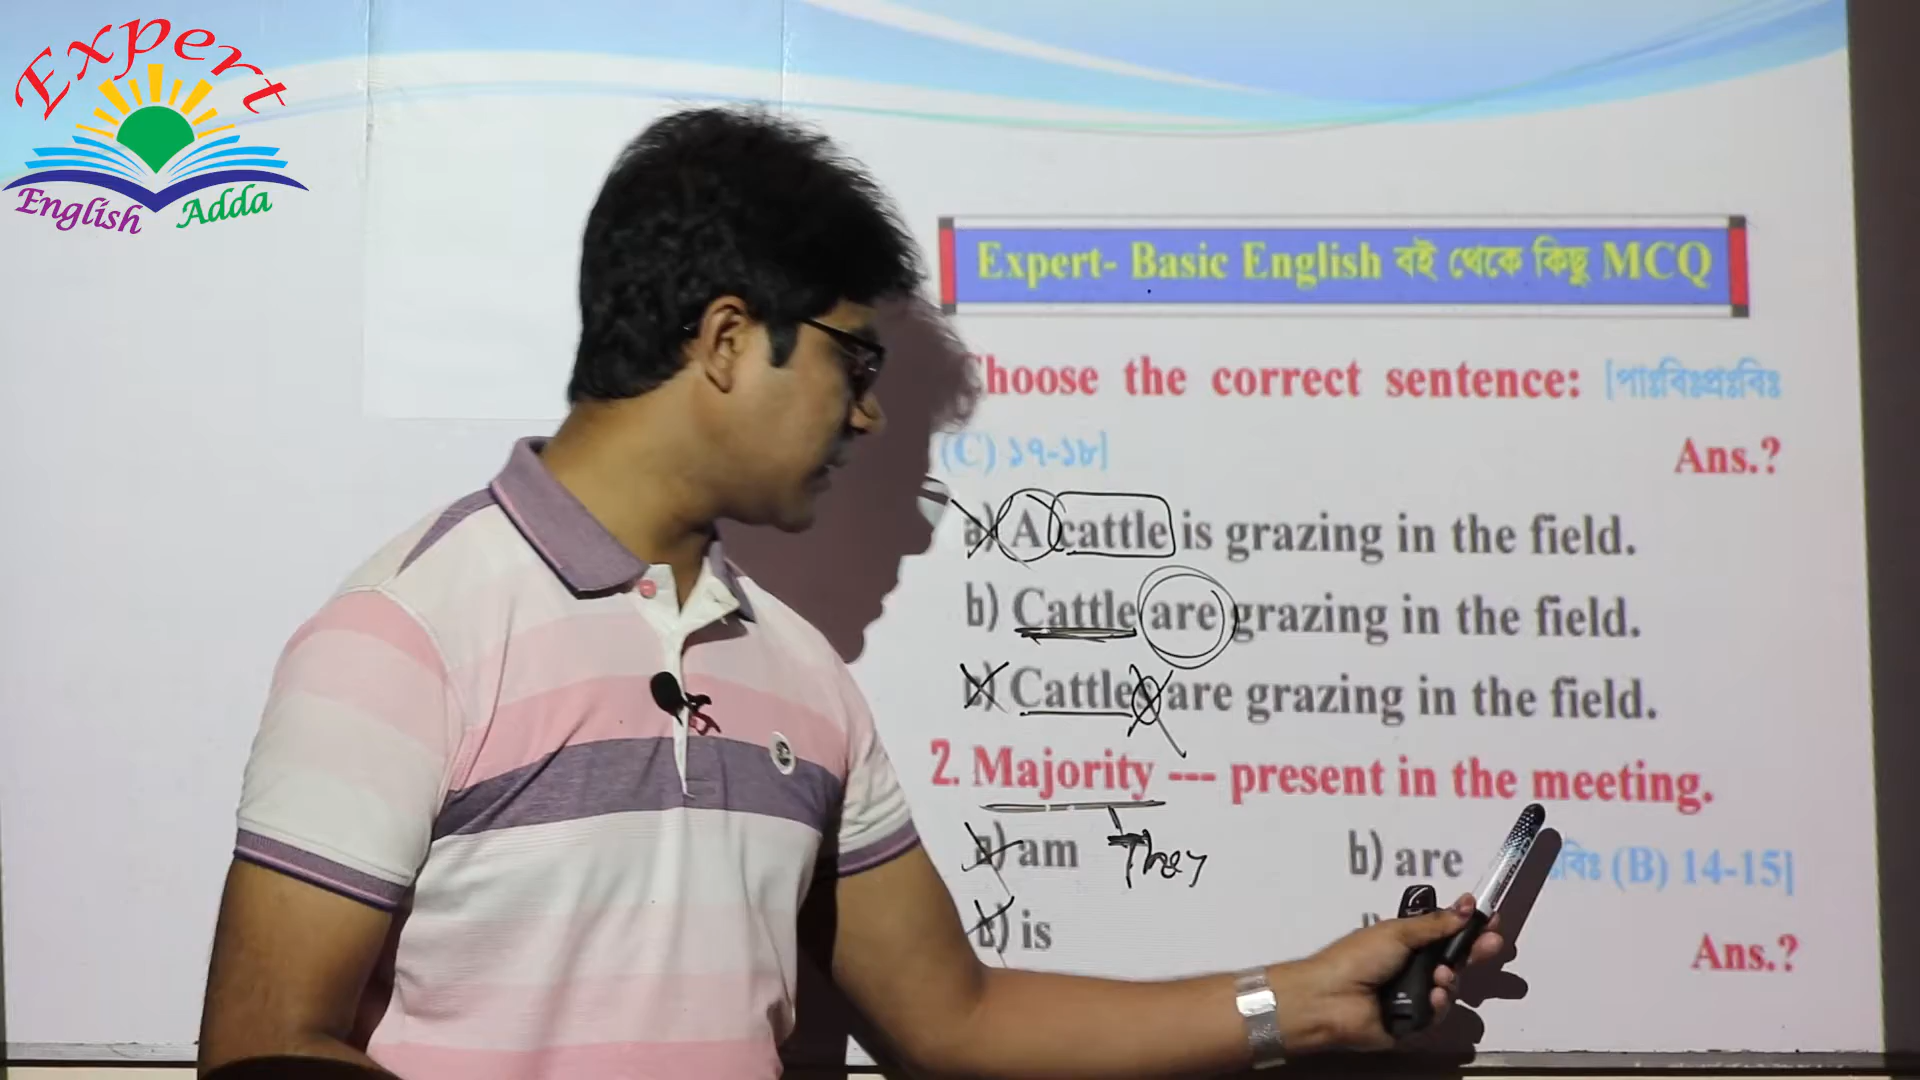 Expert
English Adda
Expert- Basic English বই থেকে কিছু MCQ
hoose the correct sentence: [পাঃবিঃপ্রঃবিঃ
(C) ১৭-১৮]
Ans.?
a) A cattle is grazing in the field.
b) Cattle are grazing in the field.
c) Cattles are grazing in the field.
2. Majority --- present in the meeting.
a) am
They
b) are
বিঃ (B) 14-15]
c) is
Ans.?